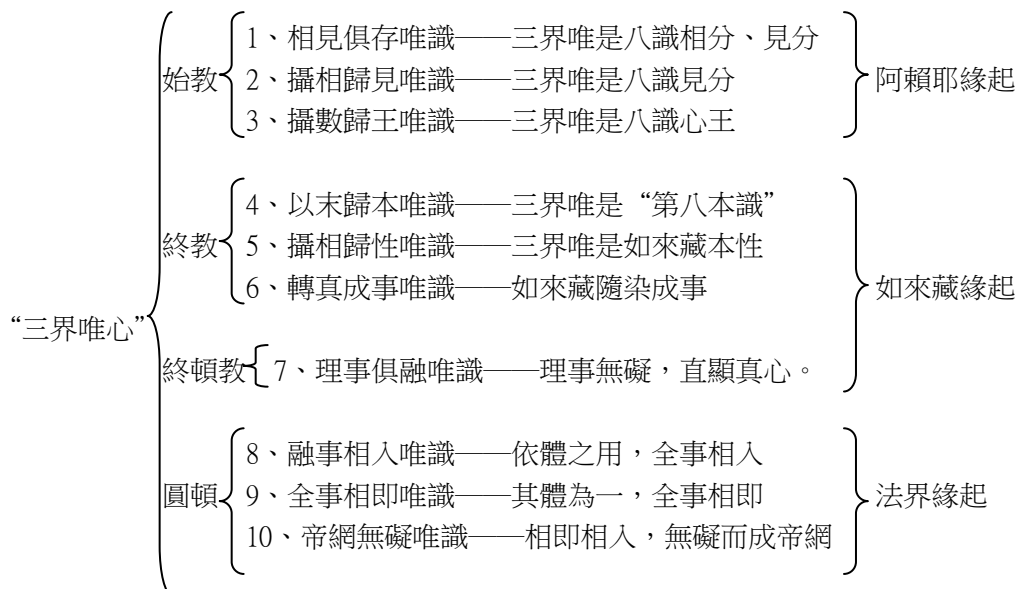 1、相見俱存唯識——三界唯是八識相分、見分
始教 2、攝相歸見唯識——三界唯是八識見分 阿賴耶緣起
3、攝數歸王唯識——三界唯是八識心王
4、以末歸本唯識——三界唯是“第八本識”
終教 5、攝相歸性唯識——三界唯是如來藏本性
6、轉真成事唯識——如來藏隨染成事 如來藏緣起
“三界唯心”
終頓教 7、理事俱融唯識——理事無礙，直顯真心。
8、融事相入唯識——依體之用，全事相入
圓頓 9、全事相即唯識——其體為一，全事相即 法界緣起
10、帝網無礙唯識——相即相入，無礙而成帝網